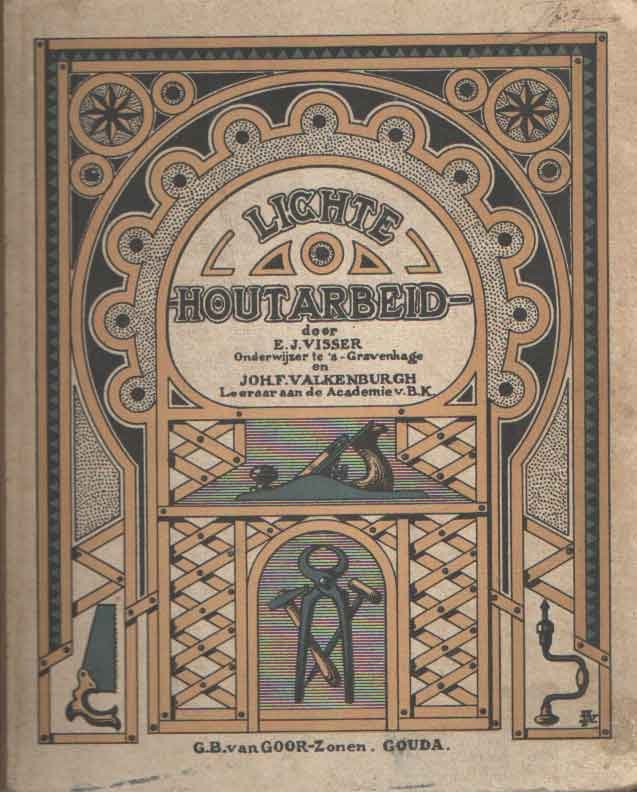 LICHTE
HOUTARBEID
door
E.J. VISSER
Onderwijzer te 's-Gravenhage
en
JOH.F. VALKENBURGH
Leeraar aan de Academie v. B.K.
G.B. van GOOR-Zonen. GOUDA.